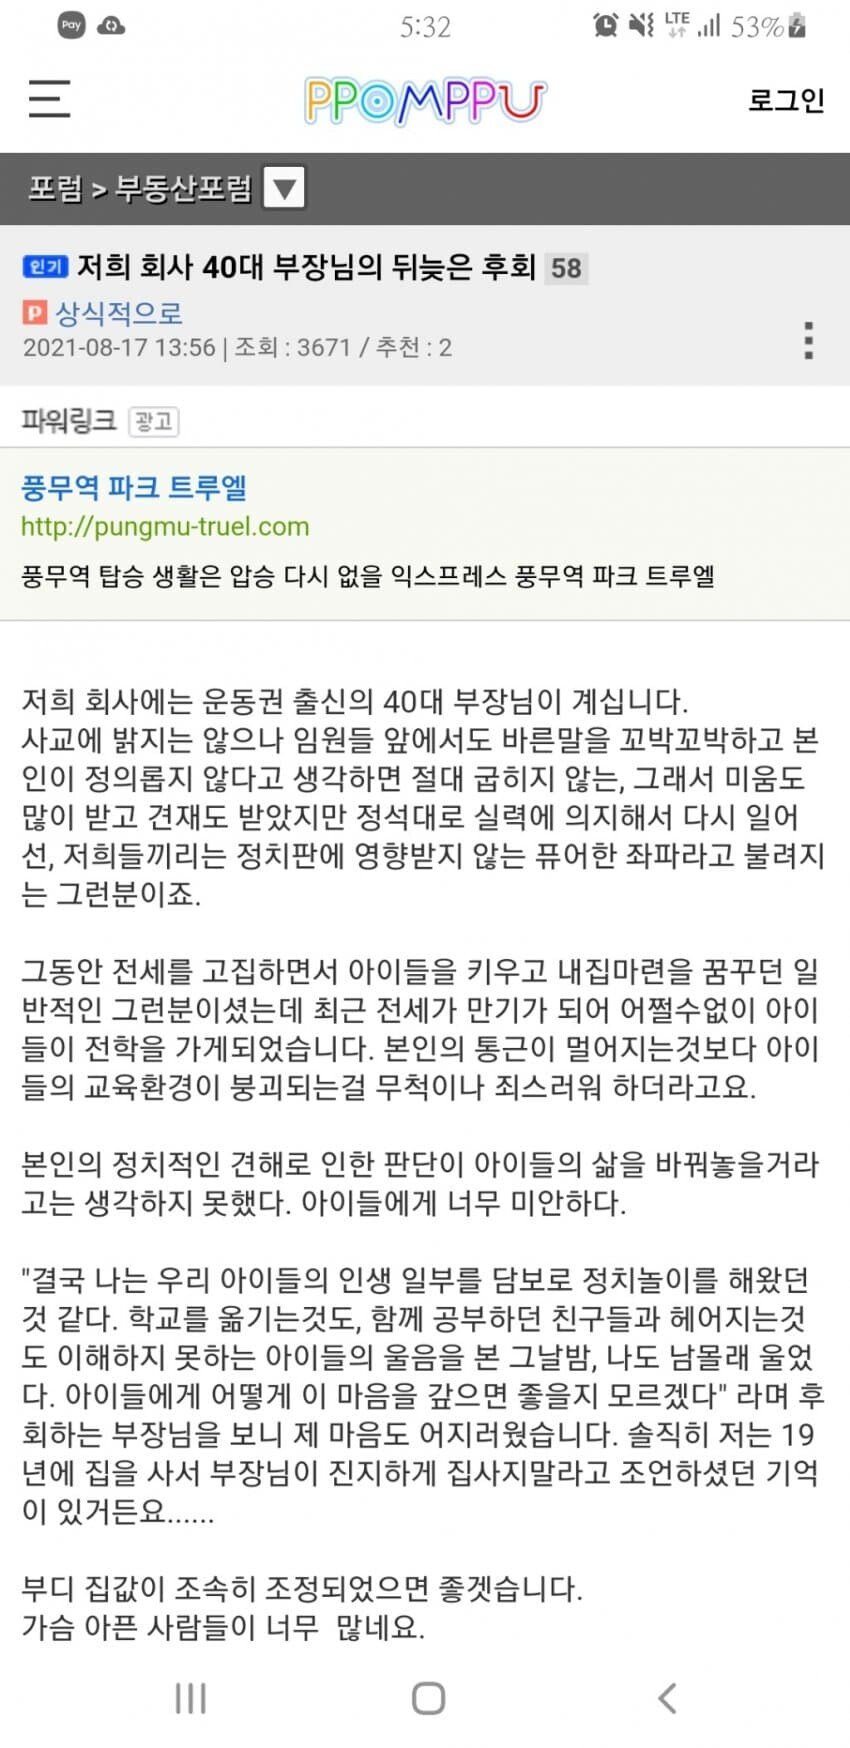 Pay 5:32 LTE 53%
PPOMPPU 로그인
포럼 > 부동산포럼 ▼
인기 저희 회사 40대 부장님의 뒤늦은 후회 58
P 상식적으로
2021-08-17 13:56 | 조회 : 3671 / 추천 : 2
파워링크 광고
풍무역 파크 트루엘
http://pungmu-truel.com
풍무역 탑승 생활은 압승 다시 없을 익스프레스 풍무역 파크 트루엘
저희 회사에는 운동권 출신의 40대 부장님이 계십니다.
사교에 밝지는 않으나 임원들 앞에서도 바른말을 꼬박꼬박하고 본
인이 정의롭지 않다고 생각하면 절대 굽히지 않는, 그래서 미움도
많이 받고 견재도 받았지만 정석대로 실력에 의지해서 다시 일어
선, 저희들끼리는 정치판에 영향받지 않는 퓨어한 좌파라고 불려지
는 그런분이죠.
그동안 전세를 고집하면서 아이들을 키우고 내집마련을 꿈꾸던 일
반적인 그런분이셨는데 최근 전세가 만기가 되어 어쩔수없이 아이
들이 전학을 가게되었습니다. 본인의 통근이 멀어지는것보다 아이
들의 교육환경이 붕괴되는걸 무척이나 죄스러워 하더라고요.
본인의 정치적인 견해로 인한 판단이 아이들의 삶을 바꿔놓을거라
고는 생각하지 못했다. 아이들에게 너무 미안하다.
"결국 나는 우리 아이들의 인생 일부를 담보로 정치놀이를 해왔던
것 같다. 학교를 옮기는것도, 함께 공부하던 친구들과 헤어지는것
도 이해하지 못하는 아이들의 울음을 본 그날밤, 나도 남몰래 울었
다. 아이들에게 어떻게 이 마음을 갚으면 좋을지 모르겠다" 라며 후
회하는 부장님을 보니 제 마음도 어지러웠습니다. 솔직히 저는 19
년에 집을 사서 부장님이 진지하게 집사지말라고 조언하셨던 기억
이 있거든요......
부디 집값이 조속히 조정되었으면 좋겟습니다.
가슴 아픈 사람들이 너무  많네요.